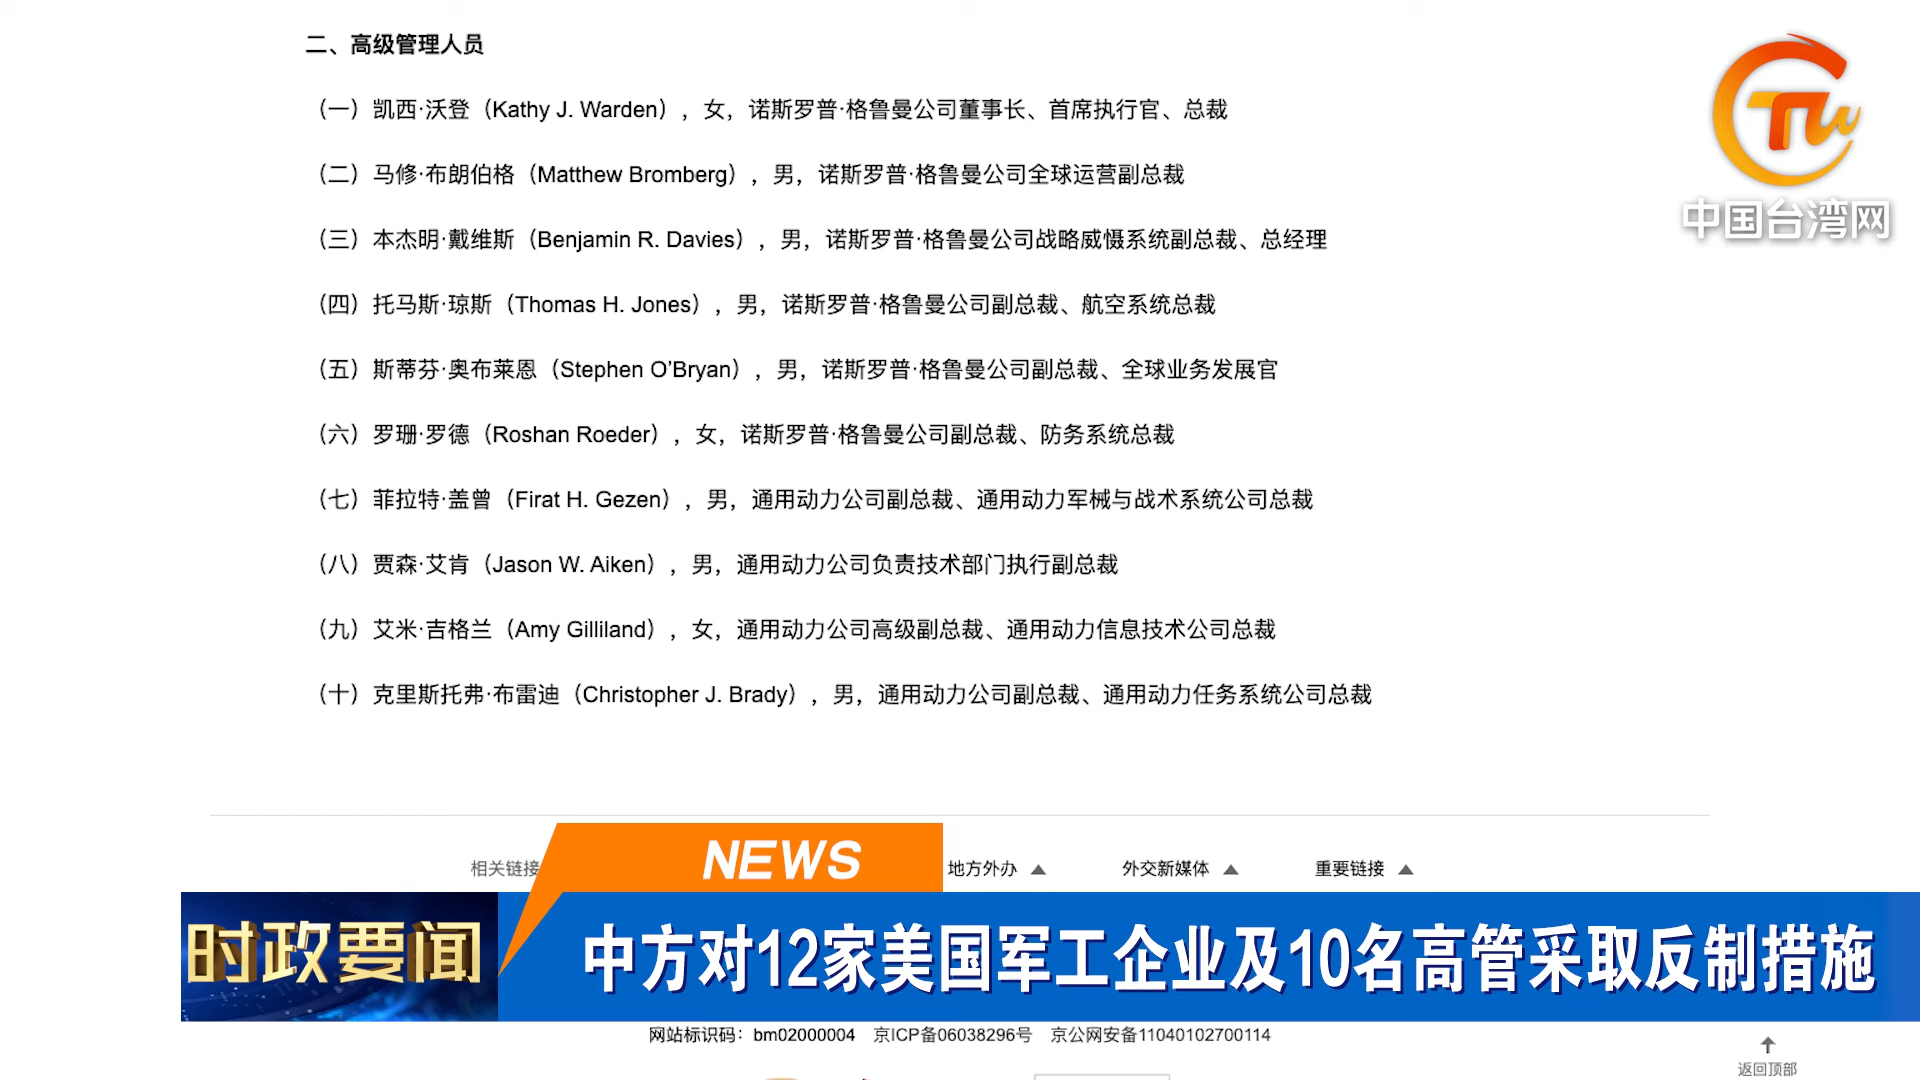 二、高级管理人员
（一）凯西·沃登（Kathy J. Warden），女，诺斯罗普·格鲁曼公司董事长、首席执行官、总裁
（二）马修·布朗伯格（Matthew Bromberg），男，诺斯罗普·格鲁曼公司全球运营副总裁
（三）本杰明·戴维斯（Benjamin R. Davies），男，诺斯罗普·格鲁曼公司战略威慑系统副总裁、总经理
（四）托马斯·琼斯（Thomas H. Jones），男，诺斯罗普·格鲁曼公司副总裁、航空系统总裁
（五）斯蒂芬·奥布莱恩（Stephen O’Bryan），男，诺斯罗普·格鲁曼公司副总裁、全球业务发展官
（六）罗珊·罗德（Roshan Roeder），女，诺斯罗普·格鲁曼公司副总裁、防务系统总裁
（七）菲拉特·盖曾（Firat H. Gezen），男，通用动力公司副总裁、通用动力军械与战术系统公司总裁
（八）贾森·艾肯（Jason W. Aiken），男，通用动力公司负责技术部门执行副总裁
（九）艾米·吉格兰（Amy Gilliland），女，通用动力公司高级副总裁、通用动力信息技术公司总裁
（十）克里斯托弗·布雷迪（Christopher J. Brady），男，通用动力公司副总裁、通用动力任务系统公司总裁
TW
中国台湾网
相关链接 地方外办 外交新媒体 重要链接
NEWS
时政要闻
中方对12家美国军工企业及10名高管采取反制措施
网站标识码：bm02000004 京ICP备06038296号 京公网安备11040102700114
返回顶部